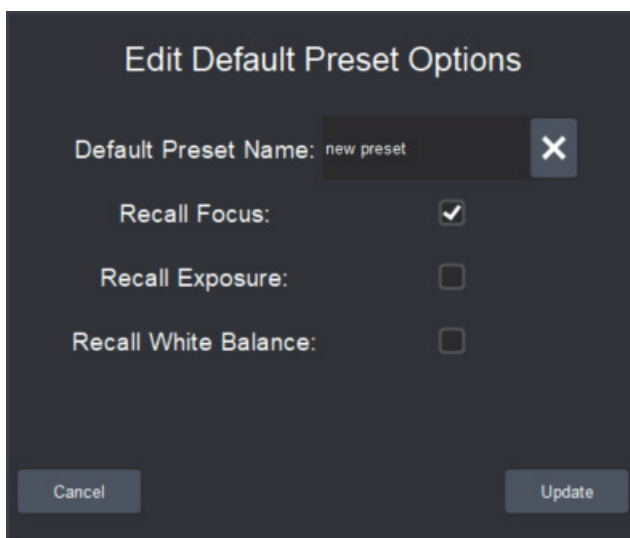 Edit Default Preset Options
Default Preset Name: new preset
Recall Focus:
Recall Exposure:
Recall White Balance:
Cancel Update